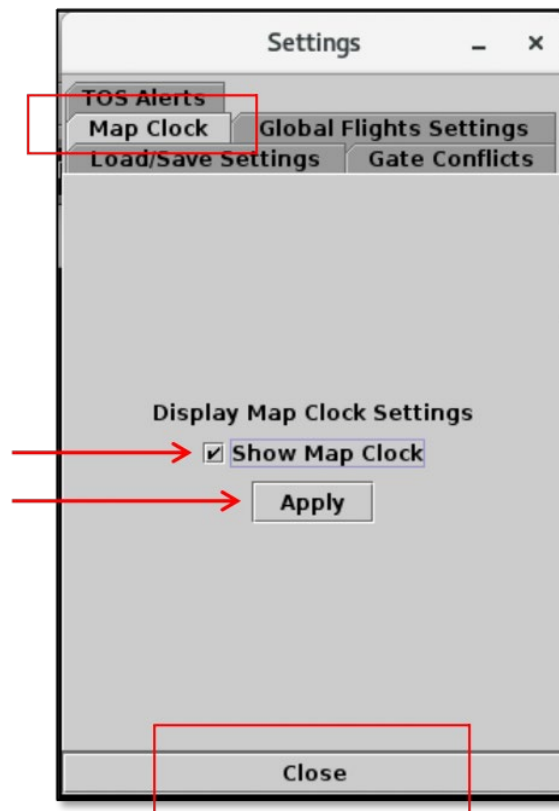 Settings
TOS Alerts
Map Clock Global Flights Settings
Load/Save Settings Gate Conflicts
Display Map Clock Settings
Show Map Clock
Apply
Close